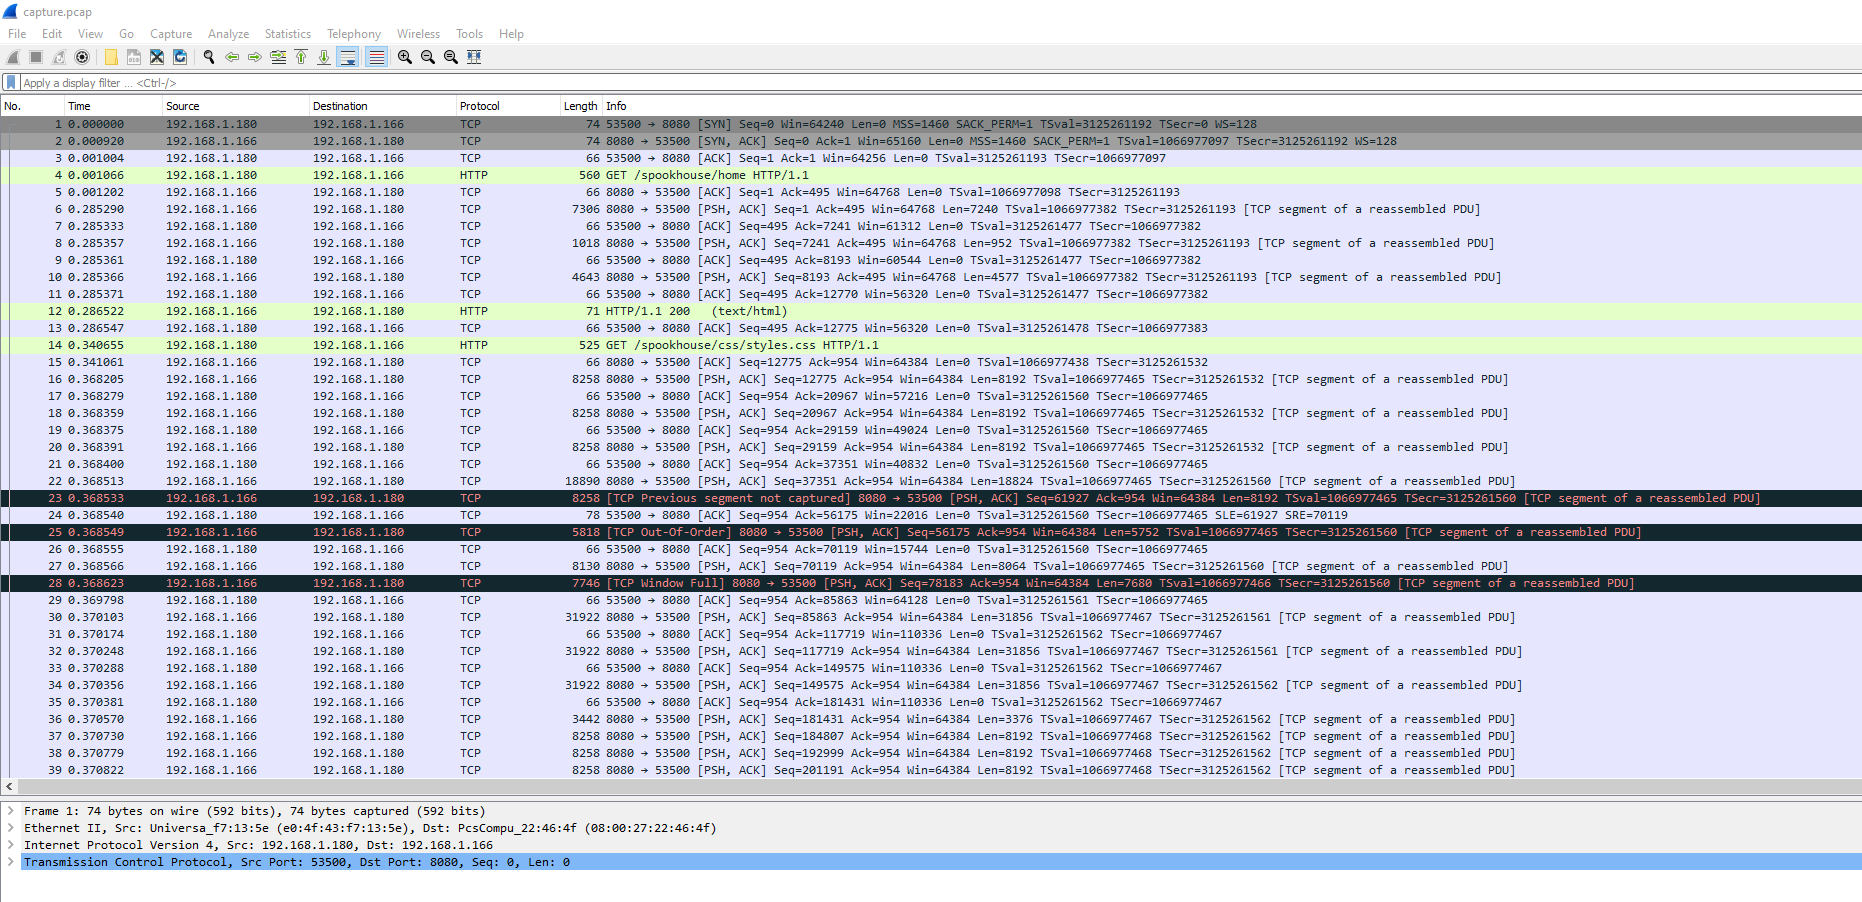 capture.pcap
File Edit View Go Capture Analyze Statistics Telephony Wireless Tools Help
Apply a display filter ... <Ctrl-/>
No. Time Source Destination Protocol Length Info
1 0.000000 192.168.1.180 192.168.1.166 TCP 74 53500 → 8080 [SYN] Seq=0 Win=64240 Len=0 MSS=1460 SACK_PERM=1 TSval=3125261192 TSecr=0 WS=128
2 0.000920 192.168.1.166 192.168.1.180 TCP 74 8080 → 53500 [SYN, ACK] Seq=0 Ack=1 Win=65160 Len=0 MSS=1460 SACK_PERM=1 TSval=1066977097 TSecr=3125261192 WS=128
3 0.001004 192.168.1.180 192.168.1.166 TCP 66 53500 → 8080 [ACK] Seq=1 Ack=1 Win=64256 Len=0 TSval=3125261193 TSecr=1066977097
4 0.001066 192.168.1.180 192.168.1.166 HTTP 560 GET /spookhouse/home HTTP/1.1
5 0.001202 192.168.1.166 192.168.1.180 TCP 66 8080 → 53500 [ACK] Seq=1 Ack=495 Win=64768 Len=0 TSval=1066977098 TSecr=3125261193
6 0.285290 192.168.1.166 192.168.1.180 TCP 7306 8080 → 53500 [PSH, ACK] Seq=1 Ack=495 Win=64768 Len=7240 TSval=1066977382 TSecr=3125261193 [TCP segment of a reassembled PDU]
7 0.285333 192.168.1.180 192.168.1.166 TCP 66 53500 → 8080 [ACK] Seq=495 Ack=7241 Win=61312 Len=0 TSval=3125261477 TSecr=1066977382
8 0.285357 192.168.1.166 192.168.1.180 TCP 1018 8080 → 53500 [PSH, ACK] Seq=7241 Ack=495 Win=64768 Len=952 TSval=1066977382 TSecr=3125261193 [TCP segment of a reassembled PDU]
9 0.285361 192.168.1.180 192.168.1.166 TCP 66 53500 → 8080 [ACK] Seq=495 Ack=8193 Win=60544 Len=0 TSval=3125261477 TSecr=1066977382
10 0.285366 192.168.1.166 192.168.1.180 TCP 4643 8080 → 53500 [PSH, ACK] Seq=8193 Ack=495 Win=64768 Len=4577 TSval=1066977382 TSecr=3125261193 [TCP segment of a reassembled PDU]
11 0.285371 192.168.1.180 192.168.1.166 TCP 66 53500 → 8080 [ACK] Seq=495 Ack=12770 Win=56320 Len=0 TSval=3125261477 TSecr=1066977382
12 0.286522 192.168.1.166 192.168.1.180 HTTP 71 HTTP/1.1 200 (text/html)
13 0.286547 192.168.1.180 192.168.1.166 TCP 66 53500 → 8080 [ACK] Seq=495 Ack=12775 Win=56320 Len=0 TSval=3125261478 TSecr=1066977383
14 0.340655 192.168.1.180 192.168.1.166 HTTP 525 GET /spookhouse/css/styles.css HTTP/1.1
15 0.341061 192.168.1.166 192.168.1.180 TCP 66 8080 → 53500 [ACK] Seq=12775 Ack=954 Win=64384 Len=0 TSval=1066977438 TSecr=3125261532
16 0.368205 192.168.1.166 192.168.1.180 TCP 8258 8080 → 53500 [PSH, ACK] Seq=12775 Ack=954 Win=64384 Len=8192 TSval=1066977465 TSecr=3125261532 [TCP segment of a reassembled PDU]
17 0.368279 192.168.1.180 192.168.1.166 TCP 66 53500 → 8080 [ACK] Seq=954 Ack=20967 Win=57216 Len=0 TSval=3125261560 TSecr=1066977465
18 0.368359 192.168.1.166 192.168.1.180 TCP 8258 8080 → 53500 [PSH, ACK] Seq=20967 Ack=954 Win=64384 Len=8192 TSval=1066977465 TSecr=3125261532 [TCP segment of a reassembled PDU]
19 0.368375 192.168.1.180 192.168.1.166 TCP 66 53500 → 8080 [ACK] Seq=954 Ack=29159 Win=49024 Len=0 TSval=3125261560 TSecr=1066977465
20 0.368391 192.168.1.166 192.168.1.180 TCP 8258 8080 → 53500 [PSH, ACK] Seq=29159 Ack=954 Win=64384 Len=8192 TSval=1066977465 TSecr=3125261532 [TCP segment of a reassembled PDU]
21 0.368400 192.168.1.180 192.168.1.166 TCP 66 53500 → 8080 [ACK] Seq=954 Ack=37351 Win=40832 Len=0 TSval=3125261560 TSecr=1066977465
22 0.368513 192.168.1.166 192.168.1.180 TCP 18890 8080 → 53500 [PSH, ACK] Seq=37351 Ack=954 Win=64384 Len=18824 TSval=1066977465 TSecr=3125261560 [TCP segment of a reassembled PDU]
23 0.368533 192.168.1.166 192.168.1.180 TCP 8258 [TCP Previous segment not captured] 8080 → 53500 [PSH, ACK] Seq=61927 Ack=954 Win=64384 Len=8192 TSval=1066977465 TSecr=3125261560 [TCP segment of a reassembled PDU]
24 0.368540 192.168.1.180 192.168.1.166 TCP 78 53500 → 8080 [ACK] Seq=954 Ack=56175 Win=22016 Len=0 TSval=3125261560 TSecr=1066977465 SLE=61927 SRE=70119
25 0.368549 192.168.1.166 192.168.1.180 TCP 5818 [TCP Out-Of-Order] 8080 → 53500 [PSH, ACK] Seq=56175 Ack=954 Win=64384 Len=5752 TSval=1066977465 TSecr=3125261560 [TCP segment of a reassembled PDU]
26 0.368555 192.168.1.180 192.168.1.166 TCP 66 53500 → 8080 [ACK] Seq=954 Ack=70119 Win=15744 Len=0 TSval=3125261560 TSecr=1066977465
27 0.368566 192.168.1.166 192.168.1.180 TCP 8130 8080 → 53500 [PSH, ACK] Seq=70119 Ack=954 Win=64384 Len=8064 TSval=1066977465 TSecr=3125261560 [TCP segment of a reassembled PDU]
28 0.368623 192.168.1.166 192.168.1.180 TCP 7746 [TCP Window Full] 8080 → 53500 [PSH, ACK] Seq=78183 Ack=954 Win=64384 Len=7680 TSval=1066977466 TSecr=3125261560 [TCP segment of a reassembled PDU]
29 0.369798 192.168.1.180 192.168.1.166 TCP 66 53500 → 8080 [ACK] Seq=954 Ack=85863 Win=64128 Len=0 TSval=3125261561 TSecr=1066977465
30 0.370103 192.168.1.166 192.168.1.180 TCP 31922 8080 → 53500 [PSH, ACK] Seq=85863 Ack=954 Win=64384 Len=31856 TSval=1066977467 TSecr=3125261561 [TCP segment of a reassembled PDU]
31 0.370174 192.168.1.180 192.168.1.166 TCP 66 53500 → 8080 [ACK] Seq=954 Ack=117719 Win=110336 Len=0 TSval=3125261562 TSecr=1066977467
32 0.370248 192.168.1.166 192.168.1.180 TCP 31922 8080 → 53500 [PSH, ACK] Seq=117719 Ack=954 Win=64384 Len=31856 TSval=1066977467 TSecr=3125261561 [TCP segment of a reassembled PDU]
33 0.370288 192.168.1.180 192.168.1.166 TCP 66 53500 → 8080 [ACK] Seq=954 Ack=149575 Win=110336 Len=0 TSval=3125261562 TSecr=1066977467
34 0.370356 192.168.1.166 192.168.1.180 TCP 31922 8080 → 53500 [PSH, ACK] Seq=149575 Ack=954 Win=64384 Len=31856 TSval=1066977467 TSecr=3125261562 [TCP segment of a reassembled PDU]
35 0.370381 192.168.1.180 192.168.1.166 TCP 66 53500 → 8080 [ACK] Seq=954 Ack=181431 Win=110336 Len=0 TSval=3125261562 TSecr=1066977467
36 0.370570 192.168.1.166 192.168.1.180 TCP 3442 8080 → 53500 [PSH, ACK] Seq=181431 Ack=954 Win=64384 Len=3376 TSval=1066977467 TSecr=3125261562 [TCP segment of a reassembled PDU]
37 0.370730 192.168.1.166 192.168.1.180 TCP 8258 8080 → 53500 [PSH, ACK] Seq=184807 Ack=954 Win=64384 Len=8192 TSval=1066977468 TSecr=3125261562 [TCP segment of a reassembled PDU]
38 0.370779 192.168.1.166 192.168.1.180 TCP 8258 8080 → 53500 [PSH, ACK] Seq=192999 Ack=954 Win=64384 Len=8192 TSval=1066977468 TSecr=3125261562 [TCP segment of a reassembled PDU]
39 0.370822 192.168.1.166 192.168.1.180 TCP 8258 8080 → 53500 [PSH, ACK] Seq=201191 Ack=954 Win=64384 Len=8192 TSval=1066977468 TSecr=3125261562 [TCP segment of a reassembled PDU]
Frame 1: 74 bytes on wire (592 bits), 74 bytes captured (592 bits)
Ethernet II, Src: Universa_f7:13:5e (e0:4f:43:f7:13:5e), Dst: PcsCompu_22:46:4f (08:00:27:22:46:4f)
Internet Protocol Version 4, Src: 192.168.1.180, Dst: 192.168.1.166
Transmission Control Protocol, Src Port: 53500, Dst Port: 8080, Seq: 0, Len: 0